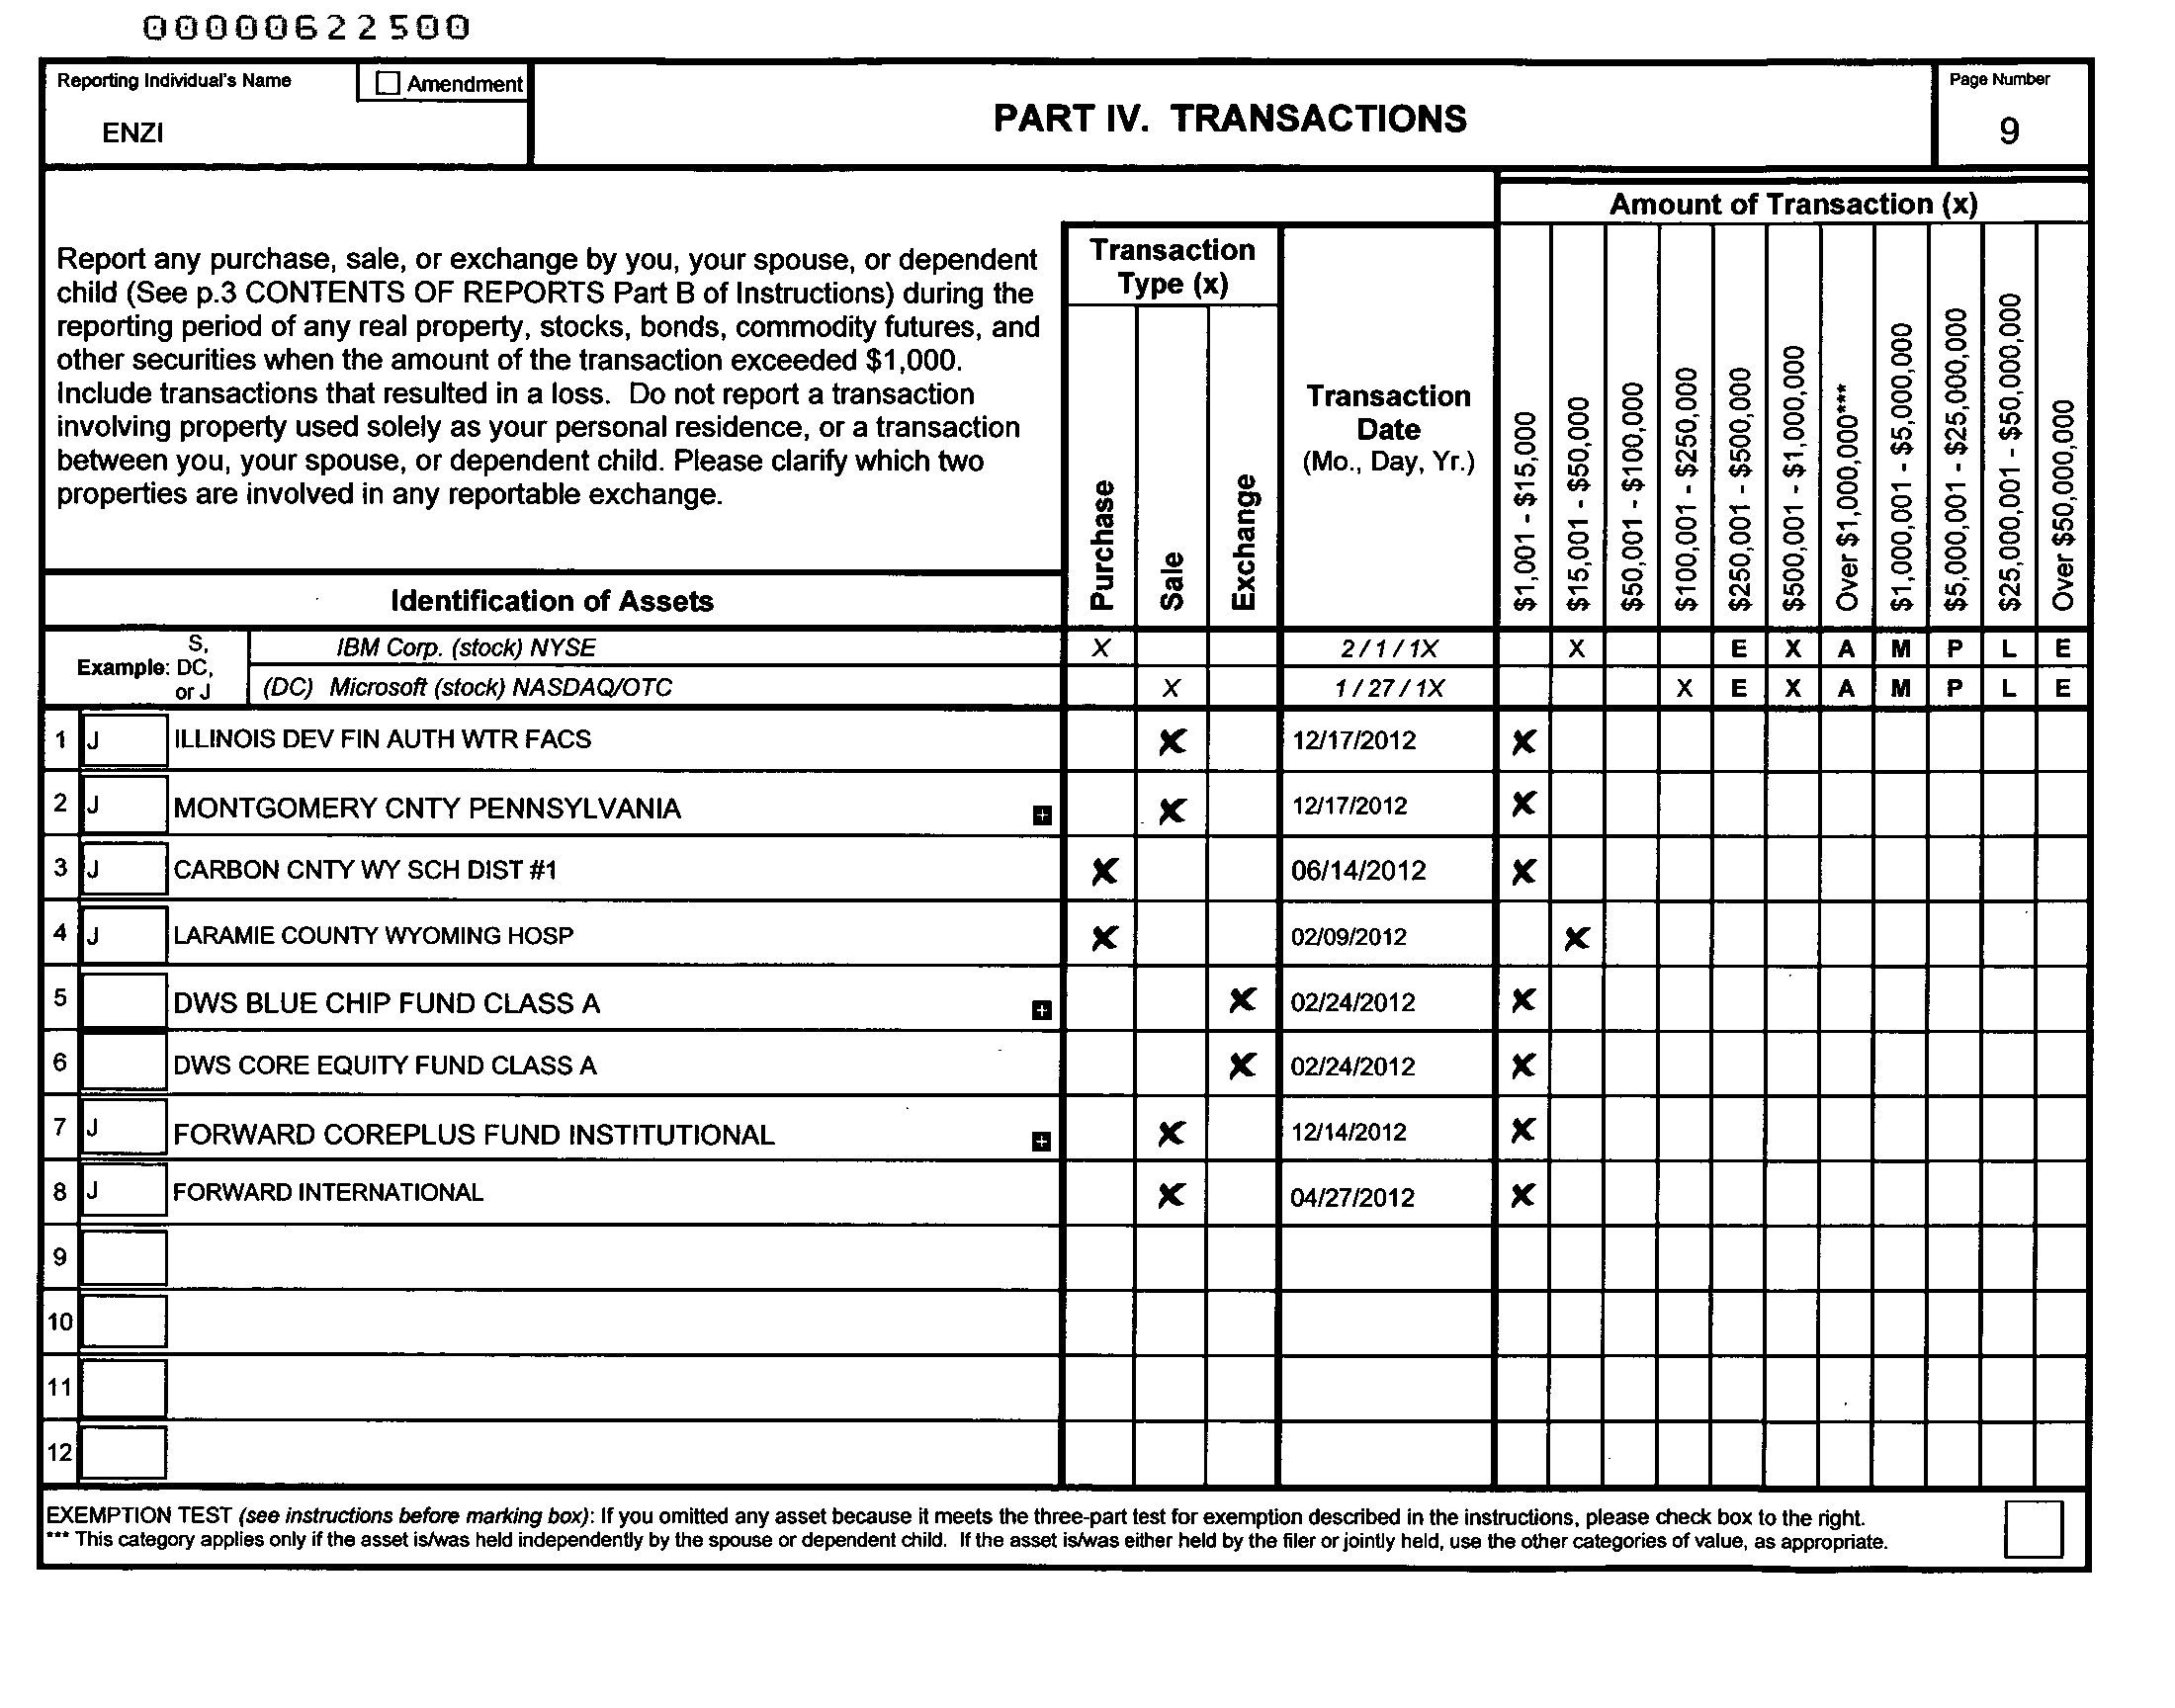 00000622500
Reporting Individual's Name
Amendment
ENZI
PART IV. TRANSACTIONS
Page Number
9
Report any purchase, sale, or exchange by you, your spouse, or dependent
child (See p.3 CONTENTS OF REPORTS Part B of Instructions) during the
reporting period of any real property, stocks, bonds, commodity futures, and
other securities when the amount of the transaction exceeded $1,000.
Include transactions that resulted in a loss. Do not report a transaction
involving property used solely as your personal residence, or a transaction
between you, your spouse, or dependent child. Please clarify which two
properties are involved in any reportable exchange.
Identification of Assets
Transaction
Type (x)
Purchase
Sale
Exchange
Transaction
Date
(Mo., Day, Yr.)
Amount of Transaction (x)
$1,001 - $15,000
$15,001 - $50,000
$50,001 - $100,000
$100,001 - $250,000
$250,001 - $500,000
$500,001 - $1,000,000
Over $1,000,000***
$1,000,001 - $5,000,000
$5,000,001 - $25,000,000
$25,000,001 - $50,000,000
Over $50,000,000
Example: S, DC, or J
IBM Corp. (stock) NYSE X 2 / 1 / 1X X E X A M P L E
(DC) Microsoft (stock) NASDAQ/OTC X 1 / 27 / 1X X E X A M P L E
1 J ILLINOIS DEV FIN AUTH WTR FACS X 12/17/2012 X
2 J MONTGOMERY CNTY PENNSYLVANIA + X 12/17/2012 X
3 J CARBON CNTY WY SCH DIST #1 X 06/14/2012 X
4 J LARAMIE COUNTY WYOMING HOSP X 02/09/2012 X
5 DWS BLUE CHIP FUND CLASS A + X 02/24/2012 X
6 DWS CORE EQUITY FUND CLASS A X 02/24/2012 X
7 J FORWARD COREPLUS FUND INSTITUTIONAL + X 12/14/2012 X
8 J FORWARD INTERNATIONAL X 04/27/2012 X
9
10
11
12
EXEMPTION TEST (see instructions before marking box): If you omitted any asset because it meets the three-part test for exemption described in the instructions, please check box to the right.
*** This category applies only if the asset is/was held independently by the spouse or dependent child. If the asset is/was either held by the filer or jointly held, use the other categories of value, as appropriate.